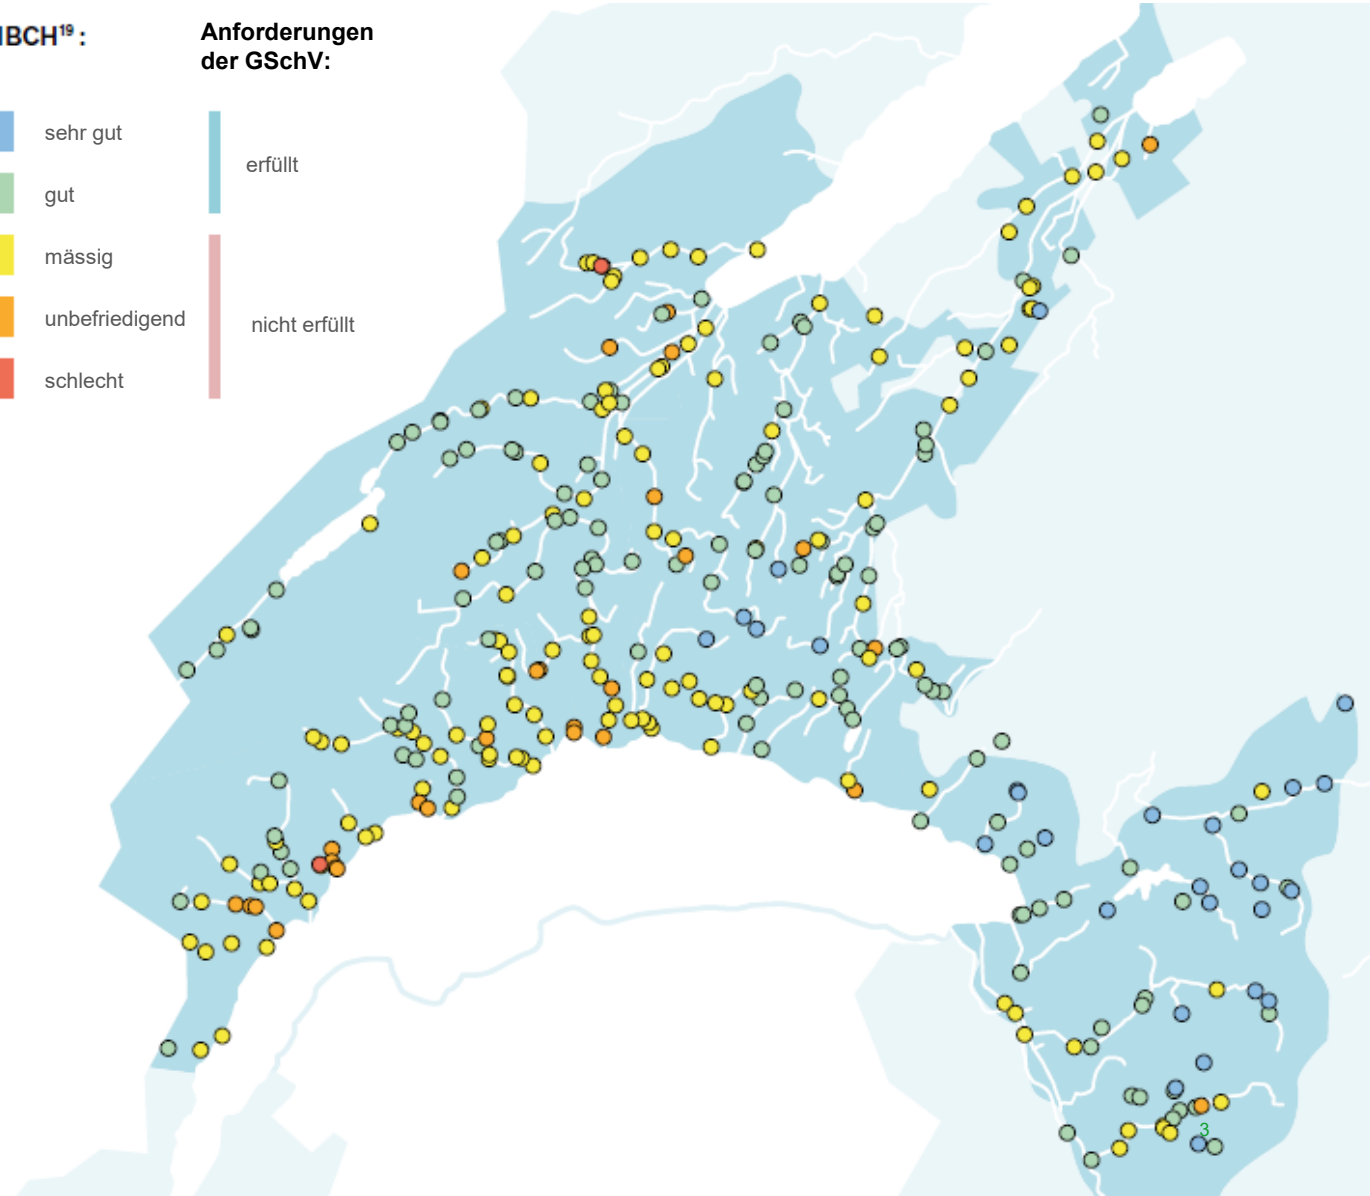 IBCH19 :
Anforderungen
der GSchV:
sehr gut
gut
mässig
unbefriedigend
schlecht
erfüllt
nicht erfüllt
3